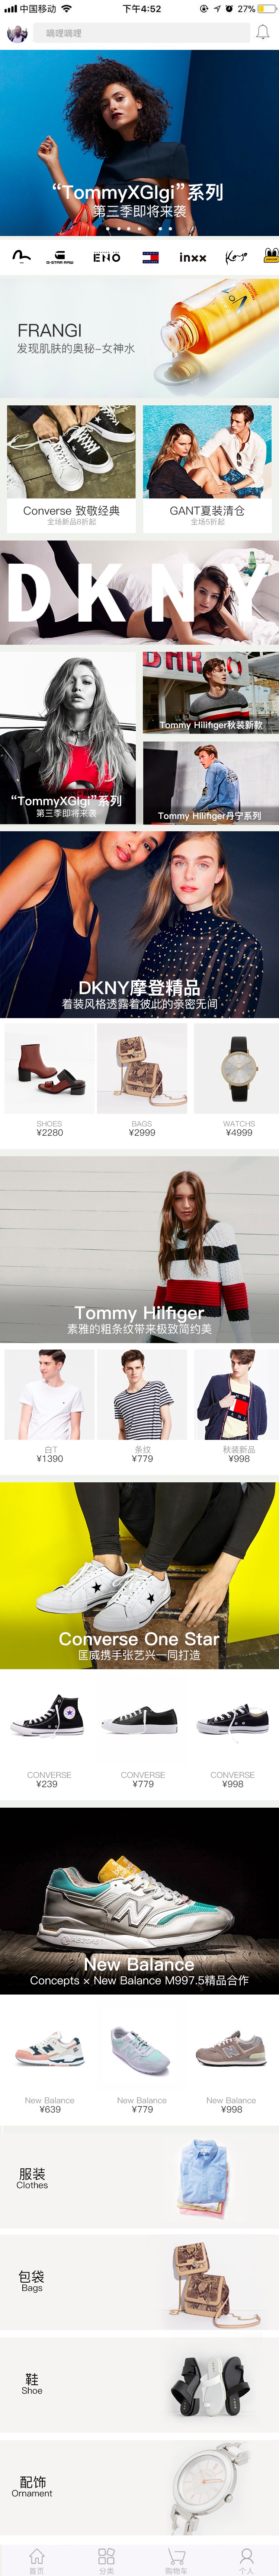 中国移动
下午4:52
27%
嘀哩嘀哩
“TommyXGIgi”系列
第三季即将来袭
G-STAR RAW
ENO
inxx
FRANGI
发现肌肤的奥秘-女神水
Converse 致敬经典
全场新品8折起
GANT夏装清仓
全场5折起
DKNY
BAR
Tommy Hilifiger秋装新款
“TommyXGIgi”系列
第三季即将来袭
Tommy Hilifiger丹宁系列
DKNY摩登精品
着装风格透露着彼此的亲密无间
SHOES
¥2280
BAGS
¥2999
WATCHS
¥4999
Tommy Hilfiger
素雅的粗条纹带来极致简约美
白T
¥1390
条纹
¥779
秋装新品
¥998
Converse One Star
匡威携手张艺兴一同打造
CONVERSE
¥239
CONVERSE
¥779
CONVERSE
¥998
New Balance
Concepts × New Balance M997.5精品合作
New Balance
¥639
New Balance
¥779
New Balance
¥998
服装
Clothes
包袋
Bags
鞋
Shoe
配饰
Ornament
首页
分类
购物车
个人